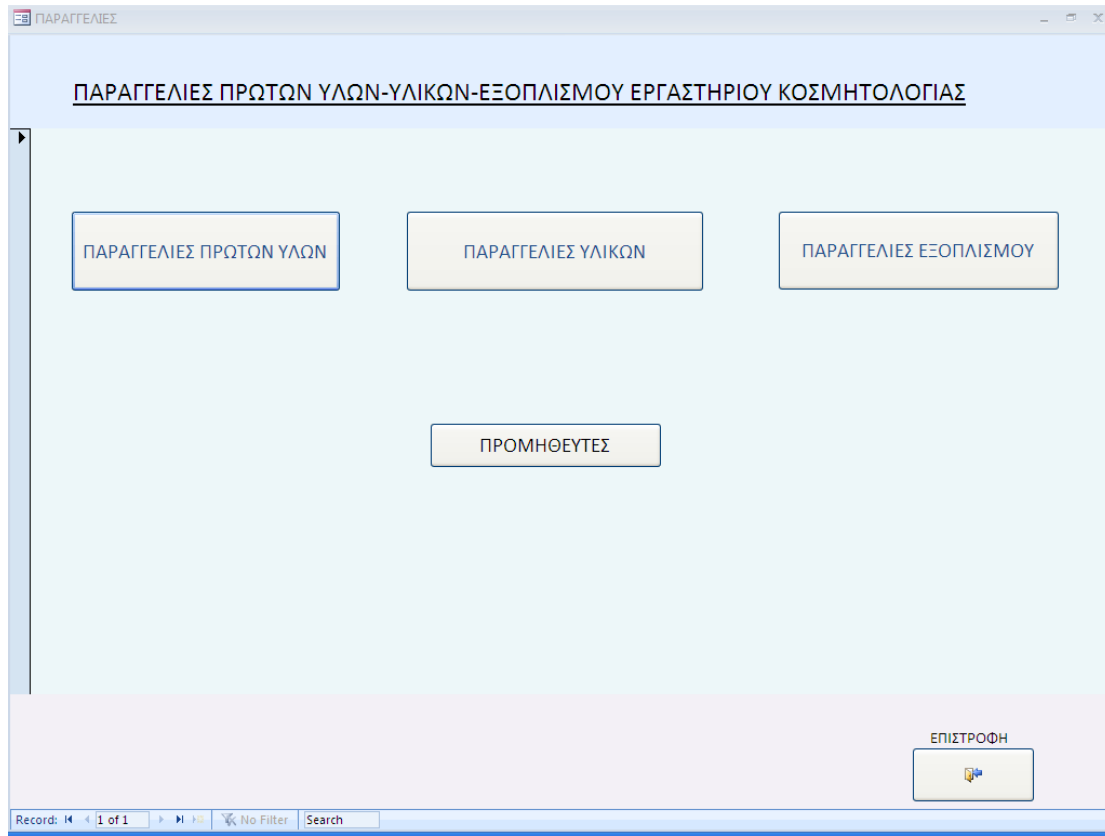 ΠΑΡΑΓΓΕΛΙΕΣ
ΠΑΡΑΓΓΕΛΙΕΣ ΠΡΩΤΩΝ ΥΛΩΝ-ΥΛΙΚΩΝ-ΕΞΟΠΛΙΣΜΟΥ ΕΡΓΑΣΤΗΡΙΟΥ ΚΟΣΜΗΤΟΛΟΓΙΑΣ
ΠΑΡΑΓΓΕΛΙΕΣ ΠΡΩΤΩΝ ΥΛΩΝ
ΠΑΡΑΓΓΕΛΙΕΣ ΥΛΙΚΩΝ
ΠΑΡΑΓΓΕΛΙΕΣ ΕΞΟΠΛΙΣΜΟΥ
ΠΡΟΜΗΘΕΥΤΕΣ
ΕΠΙΣΤΡΟΦΗ
Record: 1 of 1 No Filter Search